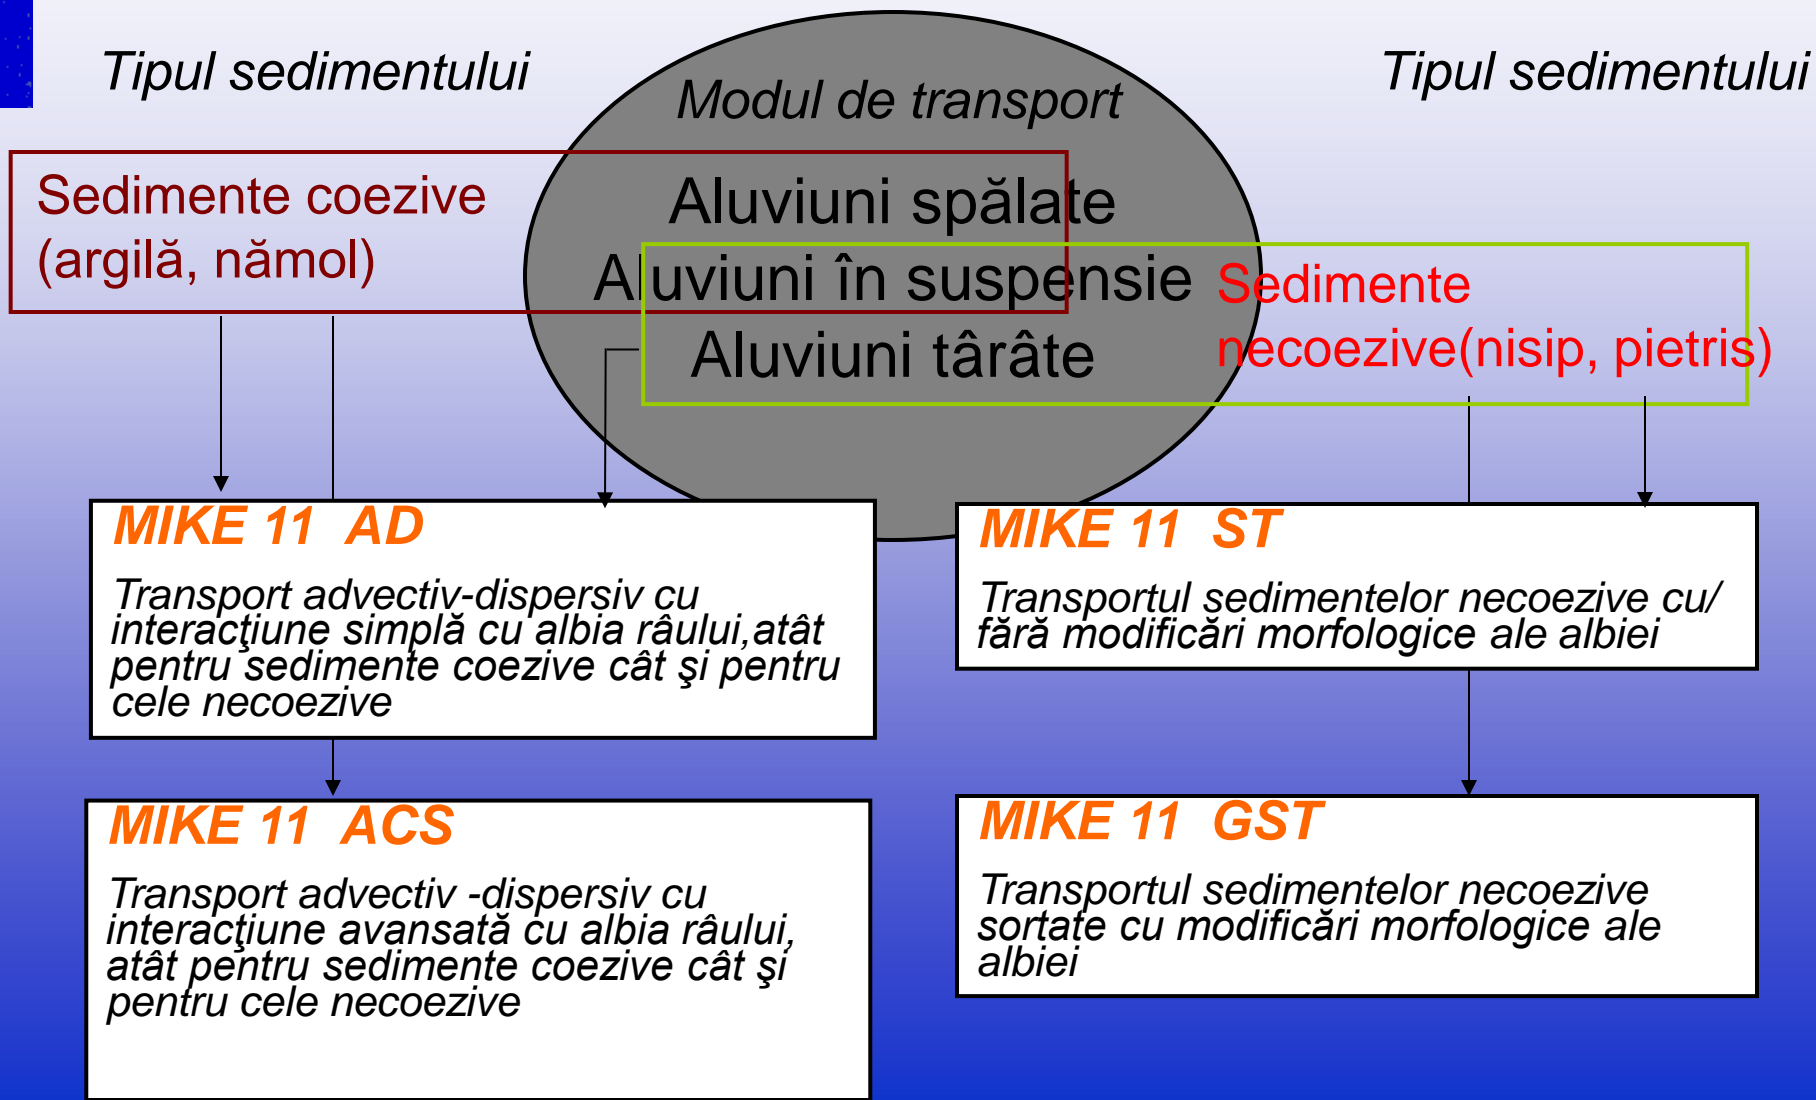 Tipul sedimentului
Modul de transport
Tipul sedimentului
Sedimente coezive
(argilă, nămol)
Aluviuni spălate
Aluviuni în suspensie
Aluviuni târâte
Sedimente
necoezive(nisip, pietris)
MIKE 11 AD
Transport advectiv-dispersiv cu
interacţiune simplă cu albia râului,atât
pentru sedimente coezive cât şi pentru
cele necoezive
MIKE 11 ST
Transportul sedimentelor necoezive cu/
fără modificări morfologice ale albiei
MIKE 11 ACS
Transport advectiv -dispersiv cu
interacţiune avansată cu albia râului,
atât pentru sedimente coezive cât şi
pentru cele necoezive
MIKE 11 GST
Transportul sedimentelor necoezive
sortate cu modificări morfologice ale
albiei